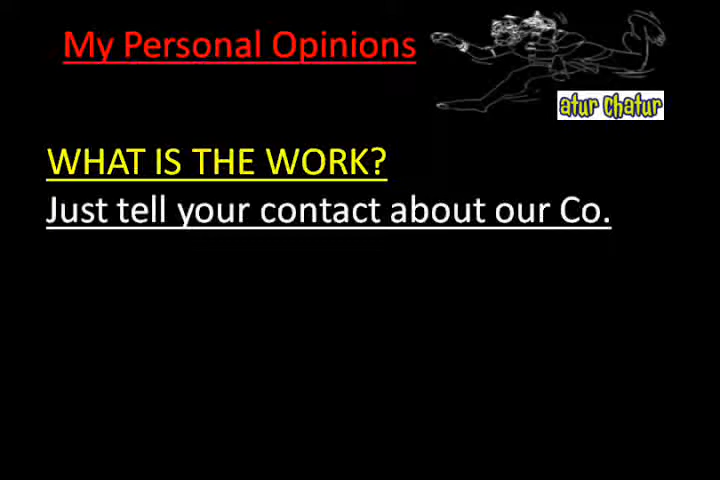 My Personal Opinions
atur chatur
WHAT IS THE WORK?
Just tell your contact about our Co.